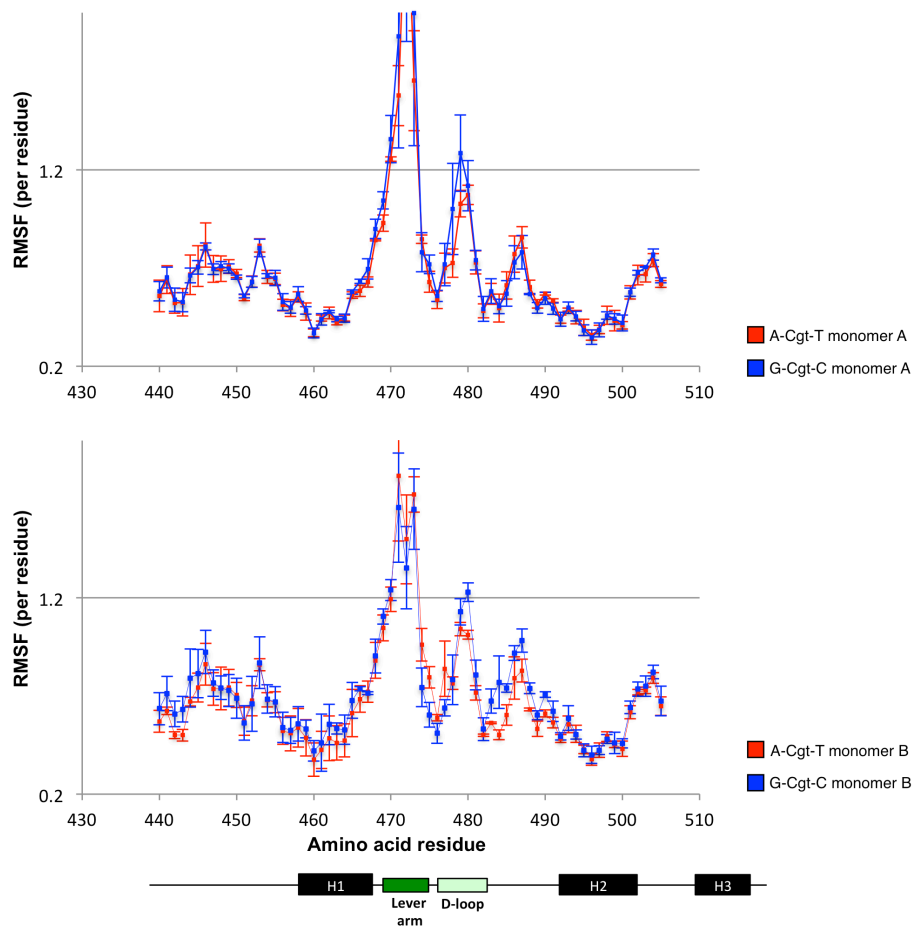 RMSF (per residue)
1.2
0.2
430 440 450 460 470 480 490 500 510
A-Cgt-T monomer A
G-Cgt-C monomer A
RMSF (per residue)
1.2
0.2
430 440 450 460 470 480 490 500 510
Amino acid residue
A-Cgt-T monomer B
G-Cgt-C monomer B
H1 H2 H3
Lever arm
D-loop